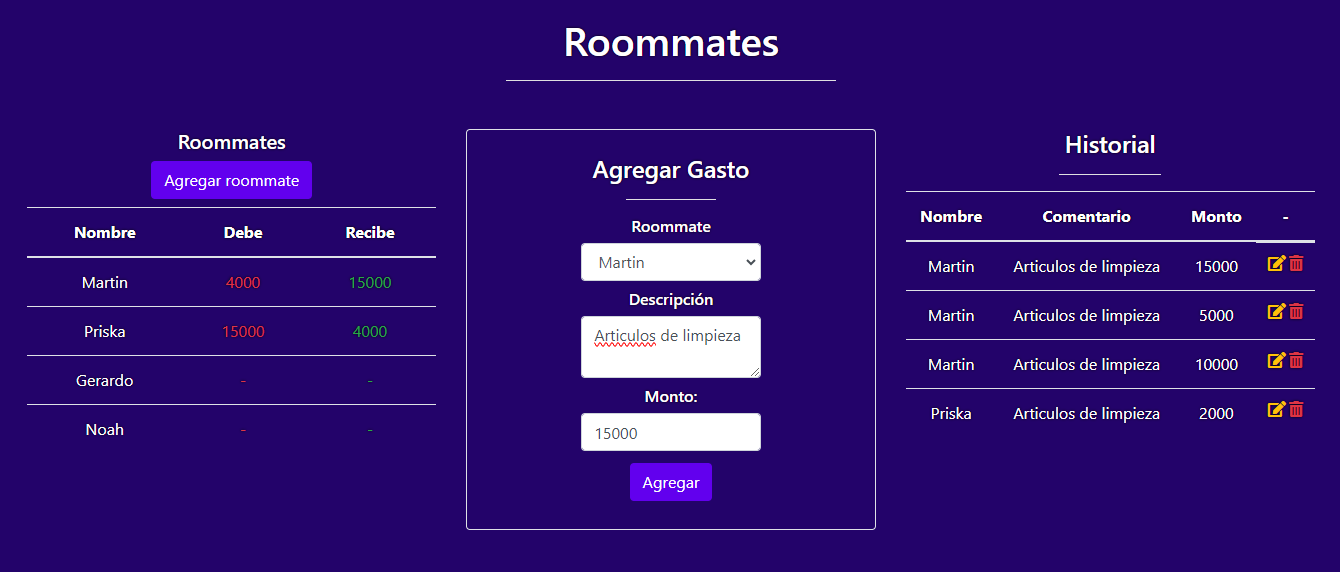 Roommates
Roommates
Agregar roommate
Nombre Debe Recibe
Martin 4000 15000
Priska 15000 4000
Gerardo - -
Noah - -
Agregar Gasto
Roommate
Martin
Descripción
Articulos de limpieza
Monto:
15000
Agregar
Historial
Nombre Comentario Monto -
Martin Articulos de limpieza 15000
Martin Articulos de limpieza 5000
Martin Articulos de limpieza 10000
Priska Articulos de limpieza 2000